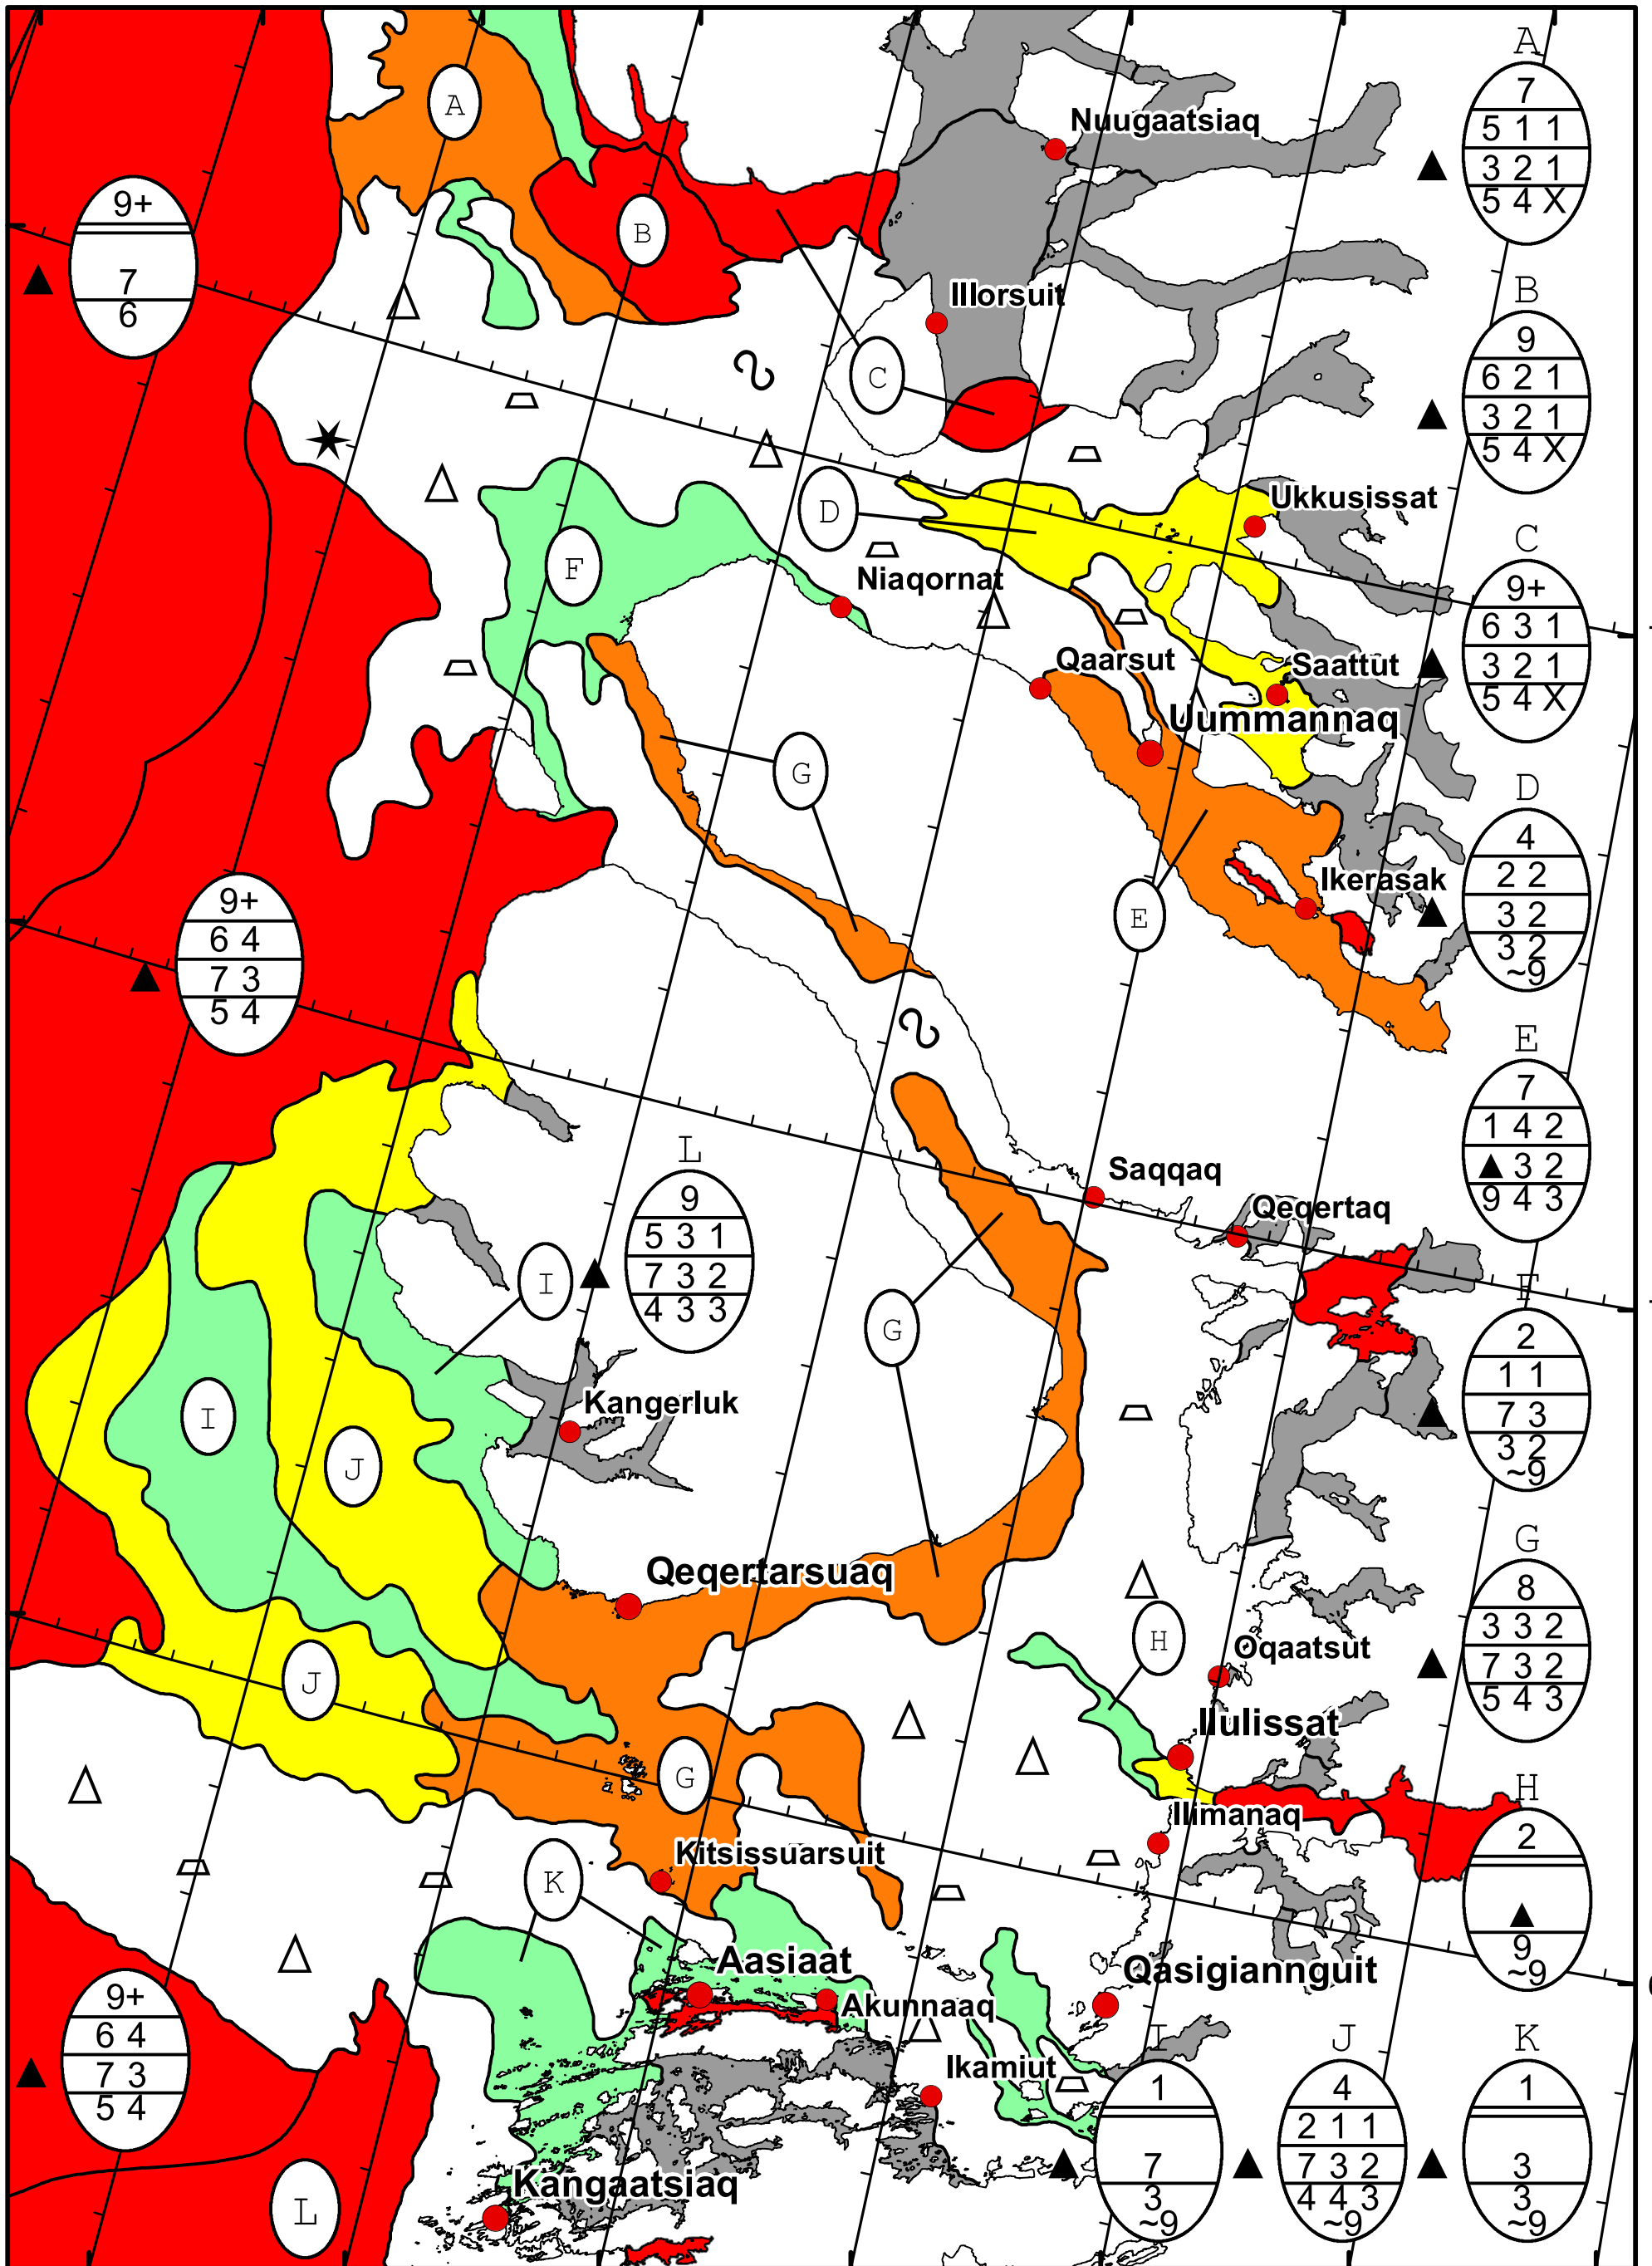 A
7
5 1 1
3 2 1
5 4 X
A
Nuugaatsiaq
9+
7
6
B
Illorsuit
B
9
6 2 1
3 2 1
5 4 X
C
D
Ukkusissat
C
9+
6 3 1
3 2 1
5 4 X
F
Niaqornat
Qaarsut
Saattut
Uummannaq
G
D
4
2 2
3 2
3 2
~9
E
Ikerasak
9+
6 4
7 3
5 4
E
7
1 4 2
▲ 3 2
9 4 3
L
9
5 3 1
7 3 2
4 3 3
Saqqaq
Qeqertaq
I
G
F
2
1 1
7 3
3 2
~9
I
Kangerluk
J
G
8
3 3 2
7 3 2
5 4 3
Qeqertarsuaq
H
Oqaatsut
J
Ilulissat
G
Ilimanaq
H
2
▲
9
~9
Kitsissuarsuit
K
Aasiaat
Qasigiannguit
Akunnaaq
9+
6 4
7 3
5 4
Ikamiut
I
1
7
3
~9
J
4
2 1 1
7 3 2
4 4 3
~9
K
1
3
3
~9
Kangaatsiaq
L